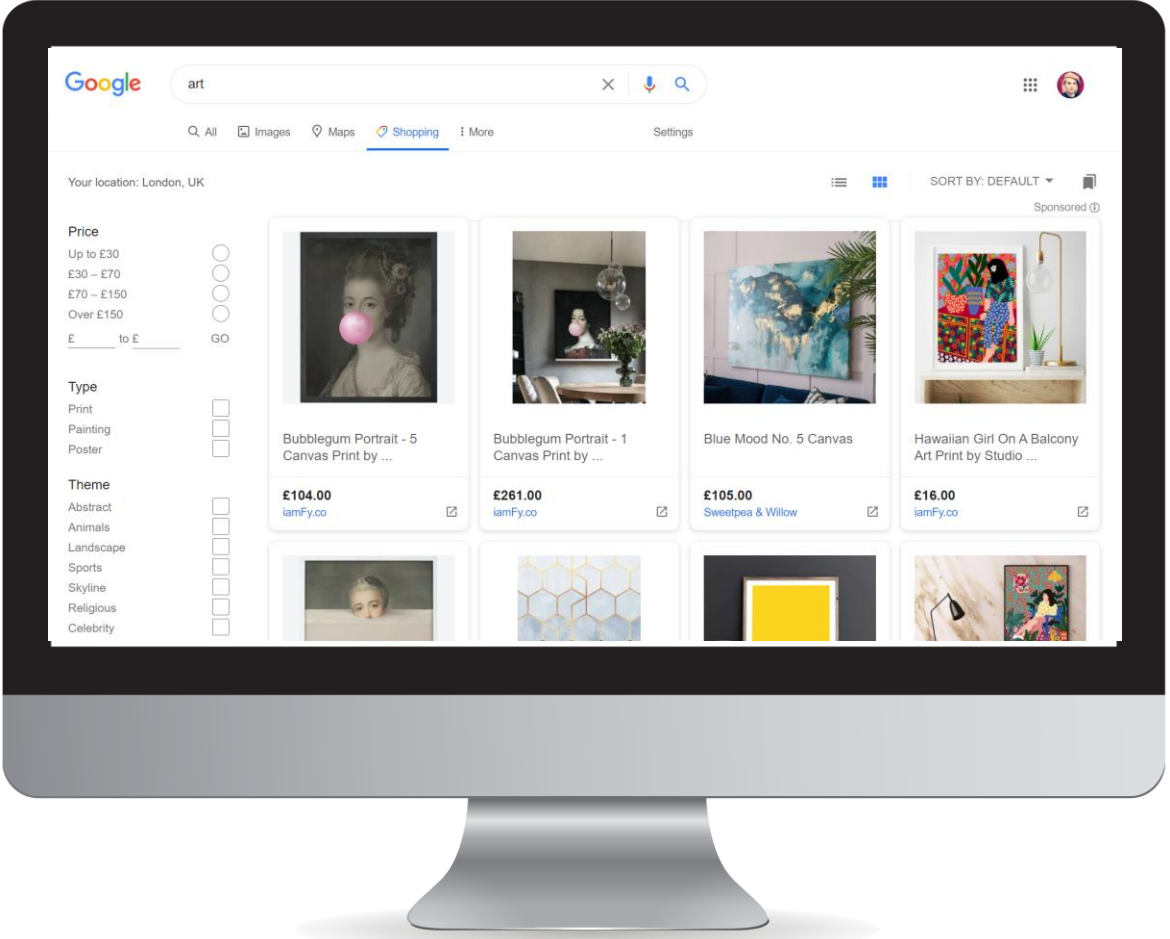 Google
art
All
Images
Maps
Shopping
More
Settings
Your location: London, UK
SORT BY: DEFAULT
Sponsored
Price
Up to £30
£30 – £70
£70 – £150
Over £150
£ to £ GO
Type
Print
Painting
Poster
Theme
Abstract
Animals
Landscape
Sports
Skyline
Religious
Celebrity
Bubblegum Portrait - 5
Canvas Print by ...
£104.00
iamFy.co
Bubblegum Portrait - 1
Canvas Print by ...
£261.00
iamFy.co
Blue Mood No. 5 Canvas
£105.00
Sweetpea & Willow
Hawaiian Girl On A Balcony
Art Print by Studio ...
£16.00
iamFy.co